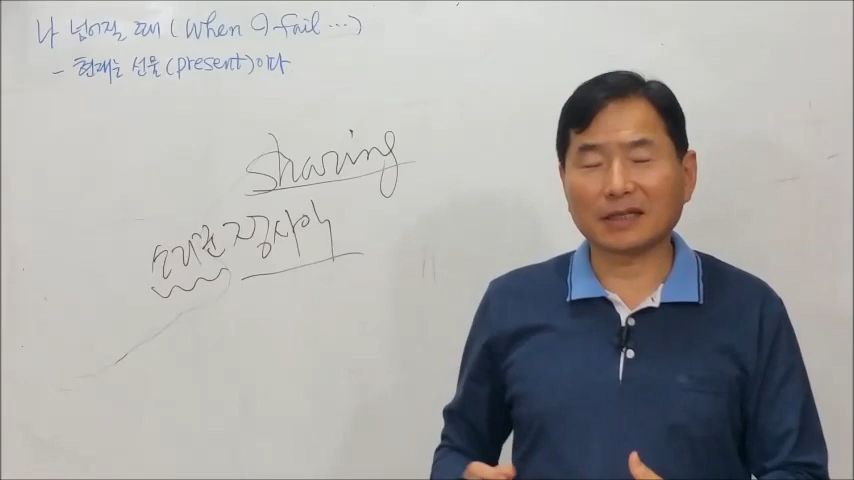 나 넘어질 때 (When I fail ...)
- 현재는 선물 (present)이다
sharing